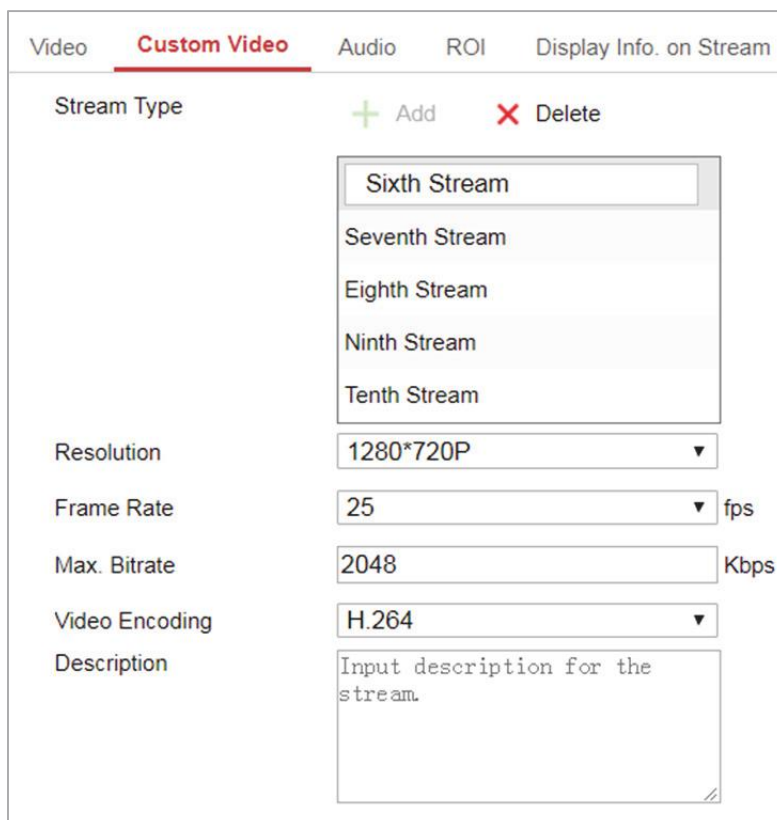 Video Custom Video Audio ROI Display Info. on Stream
Stream Type Add Delete
Sixth Stream
Seventh Stream
Eighth Stream
Ninth Stream
Tenth Stream
Resolution 1280*720P
Frame Rate 25 fps
Max. Bitrate 2048 Kbps
Video Encoding H.264
Description Input description for the
stream.